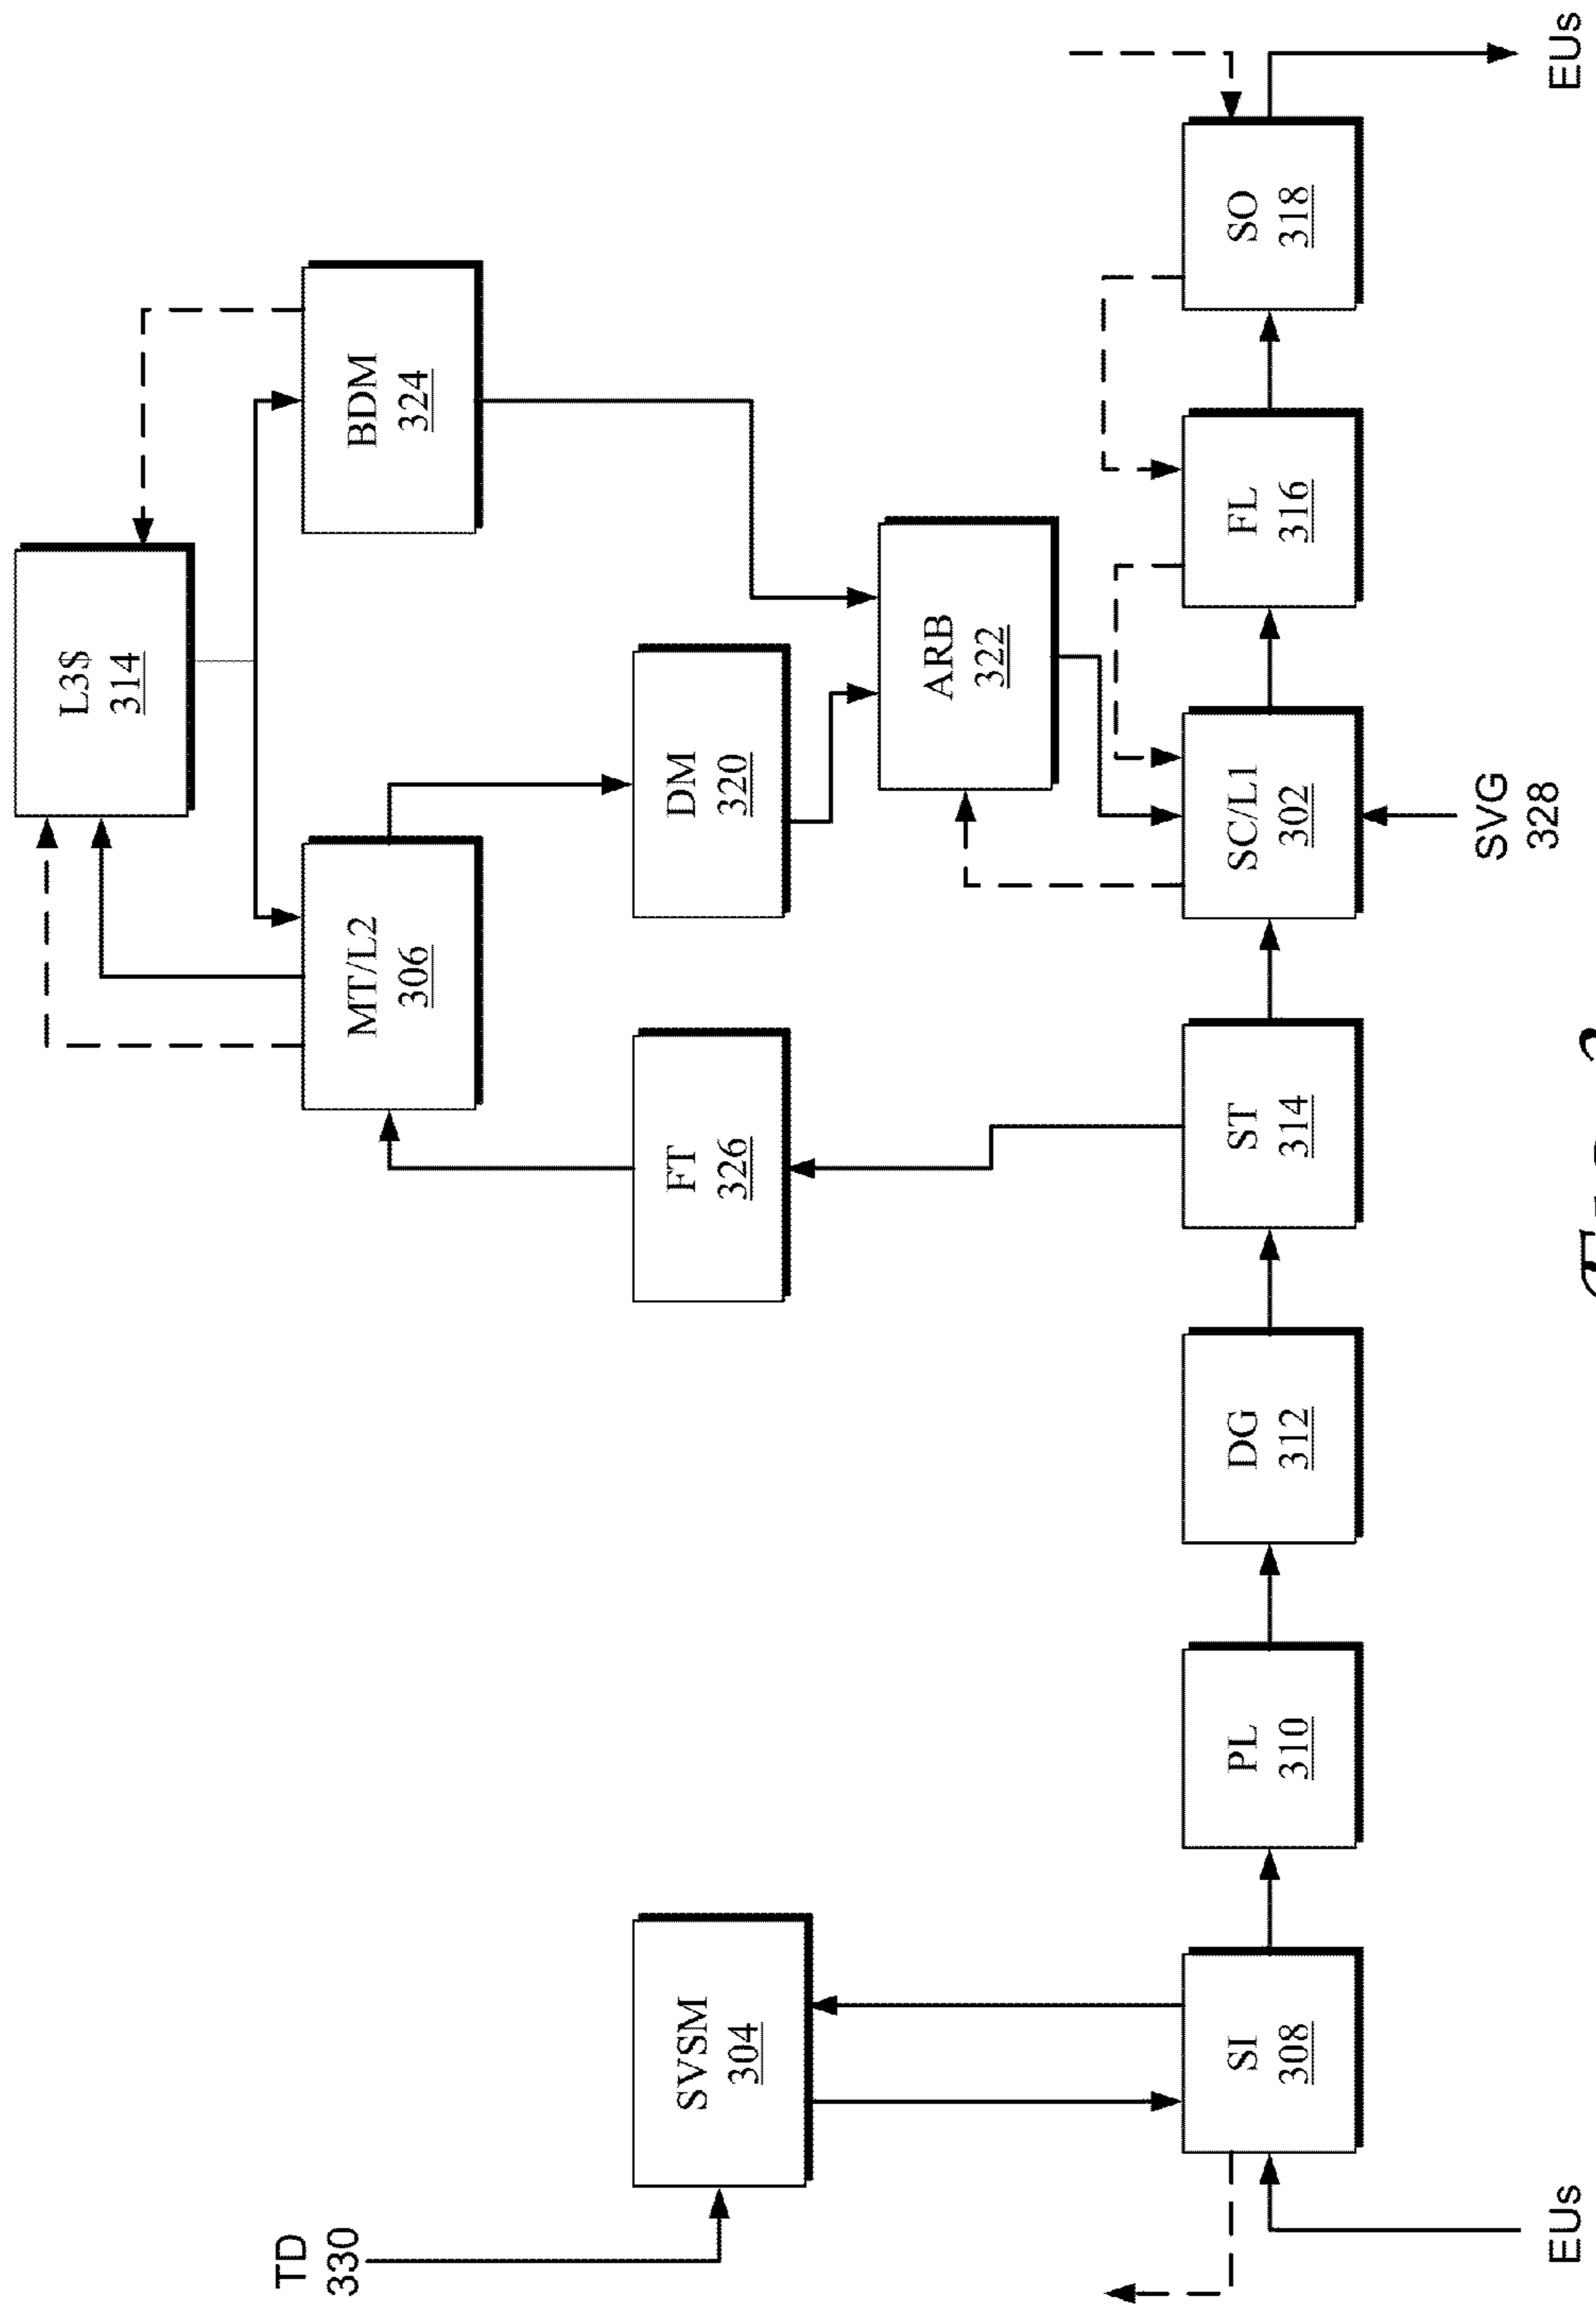 L3$
314
TD
330
MT/L2
306
BDM
324
SVSM
304
FT
326
DM
320
ARB
322
SI
308
PL
310
DG
312
ST
314
SC/L1
302
FL
316
SO
318
SVG
328
EUs
EUs